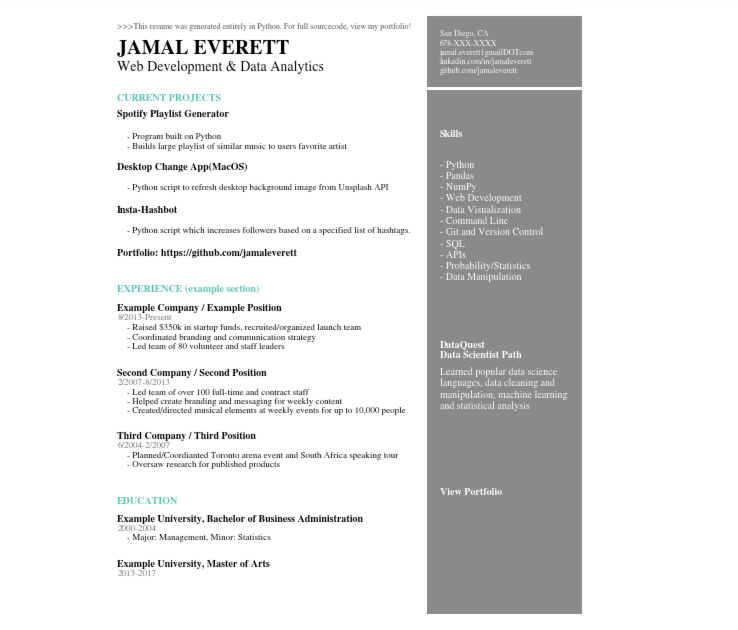 >>>This resume was generated entirely in Python. For full sourcecode, view my portfolio!
JAMAL EVERETT
Web Development & Data Analytics
CURRENT PROJECTS
Spotify Playlist Generator
- Program built on Python
- Builds large playlist of similar music to users favorite artist
Desktop Change App(MacOS)
- Python script to refresh desktop background image from Unsplash API
Insta-Hashbot
- Python script which increases followers based on a specified list of hashtags.
Portfolio: https://github.com/jamaleverett
EXPERIENCE (example section)
Example Company / Example Position
8/2013-Present
- Raised $350k in startup funds, recruited/organized launch team
- Coordinated branding and communication strategy
- Led team of 80 volunteer and staff leaders
Second Company / Second Position
2/2007-8/2013
- Led team of over 100 full-time and contract staff
- Helped create branding and messaging for weekly content
- Created/directed musical elements at weekly events for up to 10,000 people
Third Company / Third Position
6/2004-2/2007
- Planned/Coordianted Toronto arena event and South Africa speaking tour
- Oversaw research for published products
EDUCATION
Example University, Bachelor of Business Administration
2000-2004
- Major: Management, Minor: Statistics
Example University, Master of Arts
2013-2017
San Diego, CA
678-XXX-XXXX
jamal.everett1gmailDOTcom
linkedin.com/in/jamaleverett
github.com/jamaleverett
Skills
- Python
- Pandas
- NumPy
- Web Development
- Data Visualization
- Command Line
- Git and Version Control
- SQL
- APIs
- Probability/Statistics
- Data Manipulation
DataQuest
Data Scientist Path
Learned popular data science
languages, data cleaning and
manipulation, machine learning
and statistical analysis
View Portfolio